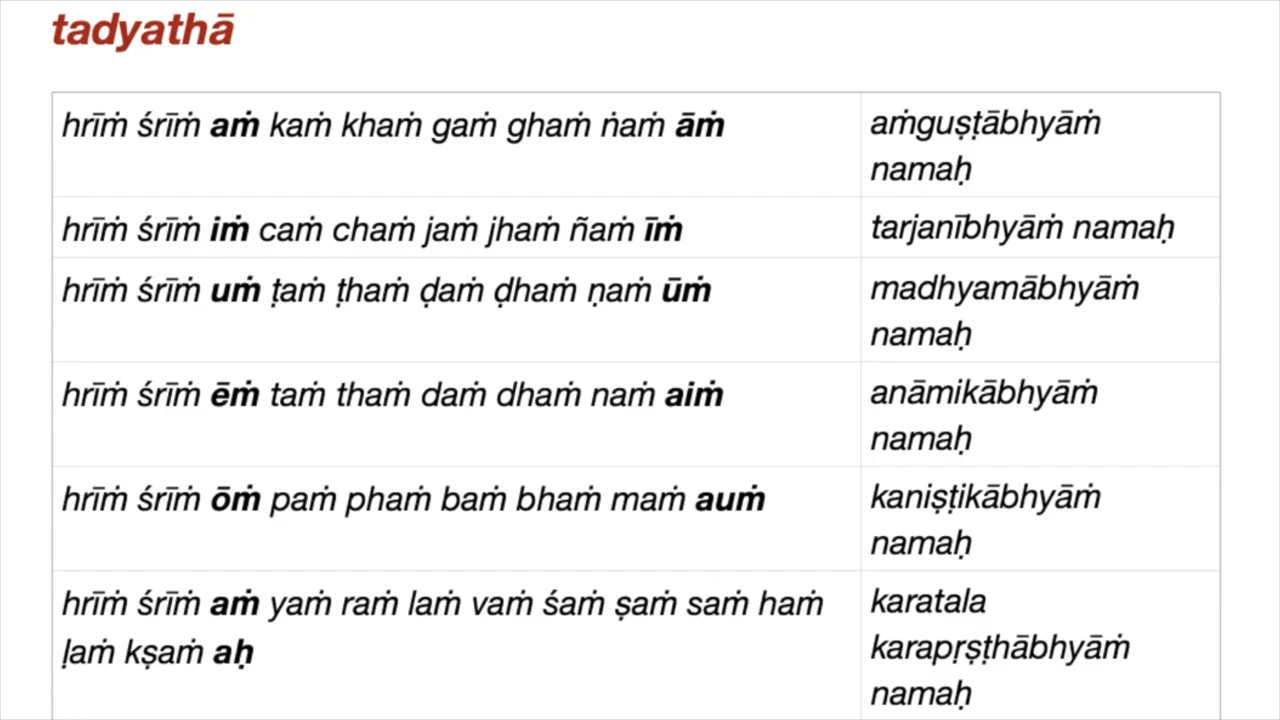 tadyathā
hrīṁ śrīṁ aṁ kaṁ khaṁ gaṁ ghaṁ ṅaṁ āṁ
aṁguṣṭābhyāṁ
namaḥ
hrīṁ śrīṁ iṁ caṁ chaṁ jaṁ jhaṁ ñaṁ īṁ
tarjanībhyāṁ namaḥ
hrīṁ śrīṁ uṁ ṭaṁ ṭhaṁ ḍaṁ ḍhaṁ ṇaṁ ūṁ
madhyamābhyāṁ
namaḥ
hrīṁ śrīṁ ēṁ taṁ thaṁ daṁ dhaṁ naṁ aiṁ
anāmikābhyāṁ
namaḥ
hrīṁ śrīṁ ōṁ paṁ phaṁ baṁ bhaṁ maṁ auṁ
kaniṣṭikābhyāṁ
namaḥ
hrīṁ śrīṁ aṁ yaṁ raṁ laṁ vaṁ śaṁ ṣaṁ saṁ haṁ
ḷaṁ kṣaṁ aḥ
karatala
karapṛṣṭhābhyāṁ
namaḥ